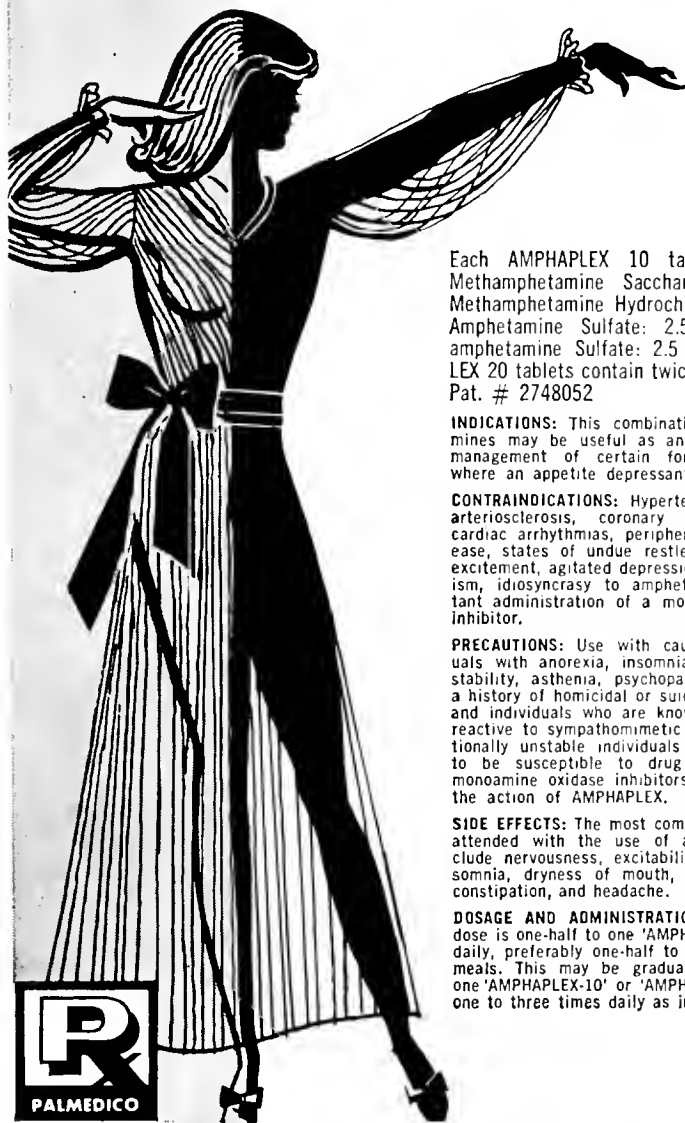 Each AMPHAPLEX 10 ta
Methamphetamine Sacchar
Methamphetamine Hydroch
Amphetamine Sulfate: 2.5
amphetamine Sulfate: 2.5
LEX 20 tablets contain twic
Pat. # 2748052
INDICATIONS: This combinati
mines may be useful as an
management of certain for
where an appetite depressan
CONTRAINDICATIONS: Hyperte
arteriosclerosis, coronary
cardiac arrhythmias, peripher
ease, states of undue restle
excitement, agitated depressi
ism, idiosyncrasy to amphet
tant administration of a mo
inhibitor.
PRECAUTIONS: Use with cau
uals with anorexia, insomnia
stability, asthenia, psychopa
a history of homicidal or sui
and individuals who are know
reactive to sympathomimetic
tionally unstable individuals
to be susceptible to drug
monoamine oxidase inhibitors
the action of AMPHAPLEX.
SIDE EFFECTS: The most com
attended with the use of a
clude nervousness, excitabili
somnia, dryness of mouth,
constipation, and headache.
DOSAGE AND ADMINISTRATIO
dose is one-half to one 'AMPH
daily, preferably one-half to
meals. This may be gradua
one 'AMPHAPLEX-10' or 'AMPH
one to three times daily as i
PRx
PALMEDICO